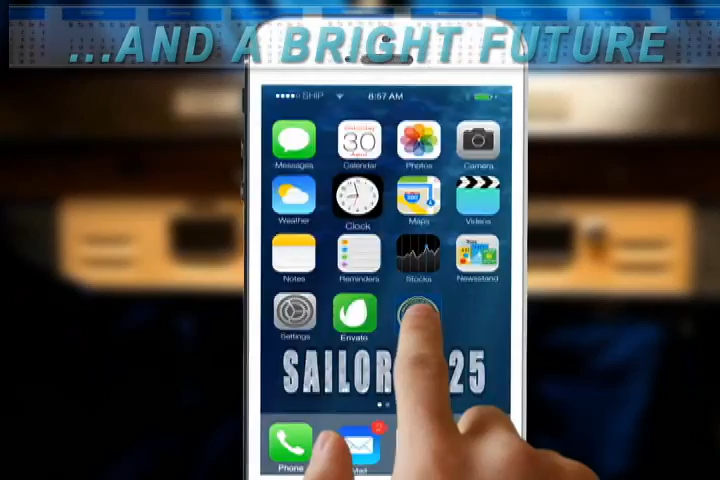 ...AND A BRIGHT FUTURE
SHIP 8:57 AM
Messages Calendar Photos Camera
30
Weather Clock Maps Videos
Notes Reminders Stocks Newsstand
Settings Envato
SAILOR 25
2
Phone Mail